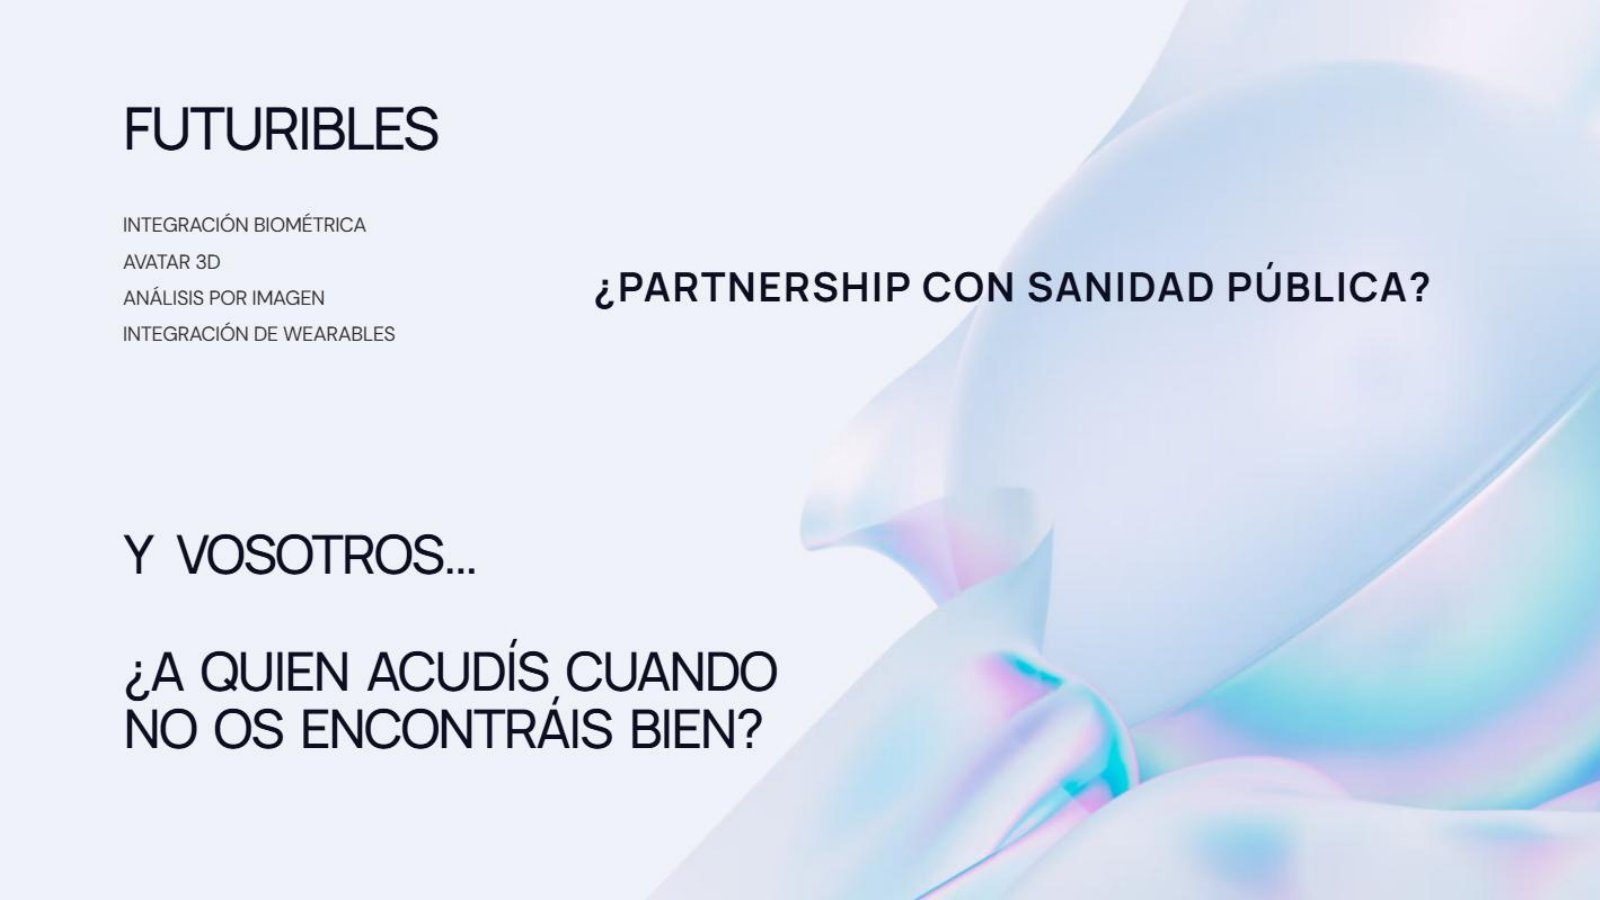 FUTURIBLES
INTEGRACIÓN BIOMÉTRICA
AVATAR 3D
ANÁLISIS POR IMAGEN
INTEGRACIÓN DE WEARABLES
¿PARTNERSHIP CON SANIDAD PÚBLICA?
Y VOSOTROS...
¿A QUIEN ACUDÍS CUANDO
NO OS ENCONTRÁIS BIEN?